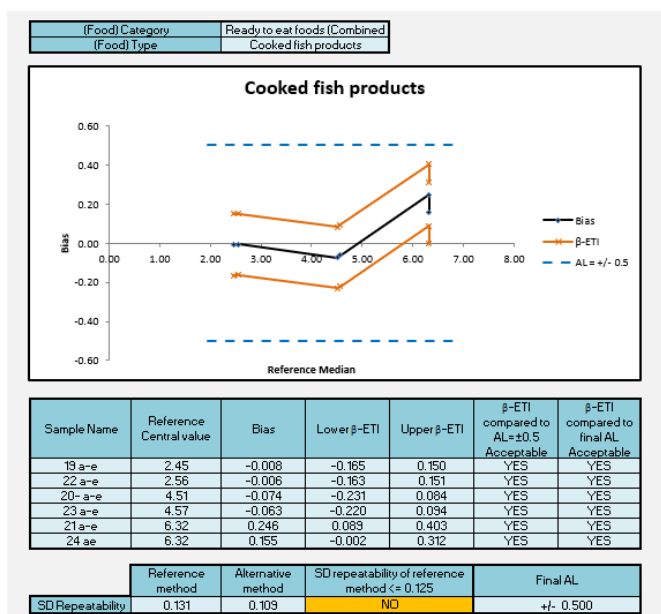 (Food) Category Ready to eat foods (Combined
(Food) Type Cooked fish products
Cooked fish products
0.60
0.40
0.20
0.00
-0.20
-0.40
-0.60
0.00 1.00 2.00 3.00 4.00 5.00 6.00 7.00 8.00
Bias
Reference Median
Bias
β-ETI
AL = +/- 0.5
Sample Name Reference Central value Bias Lower β-ETI Upper β-ETI β-ETI compared to AL=±0.5 Acceptable β-ETI compared to final AL Acceptable
19 a-e 2.45 -0.008 -0.165 0.150 YES YES
22 a-e 2.56 -0.006 -0.163 0.151 YES YES
20- a-e 4.51 -0.074 -0.231 0.084 YES YES
23 a-e 4.57 -0.063 -0.220 0.094 YES YES
21 a-e 6.32 0.246 0.089 0.403 YES YES
24 ae 6.32 0.155 -0.002 0.312 YES YES
Reference method Alternative method SD repeatability of reference method <= 0.125 Final AL
SD Repeatability 0.131 0.109 NO +/- 0.500